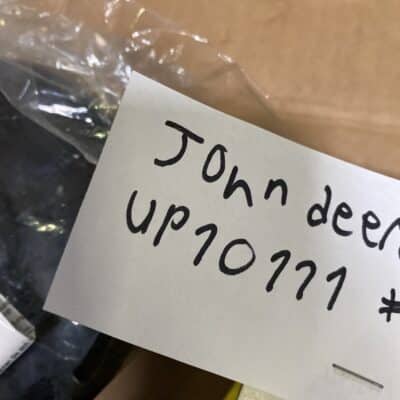 John deer
UP10111 *